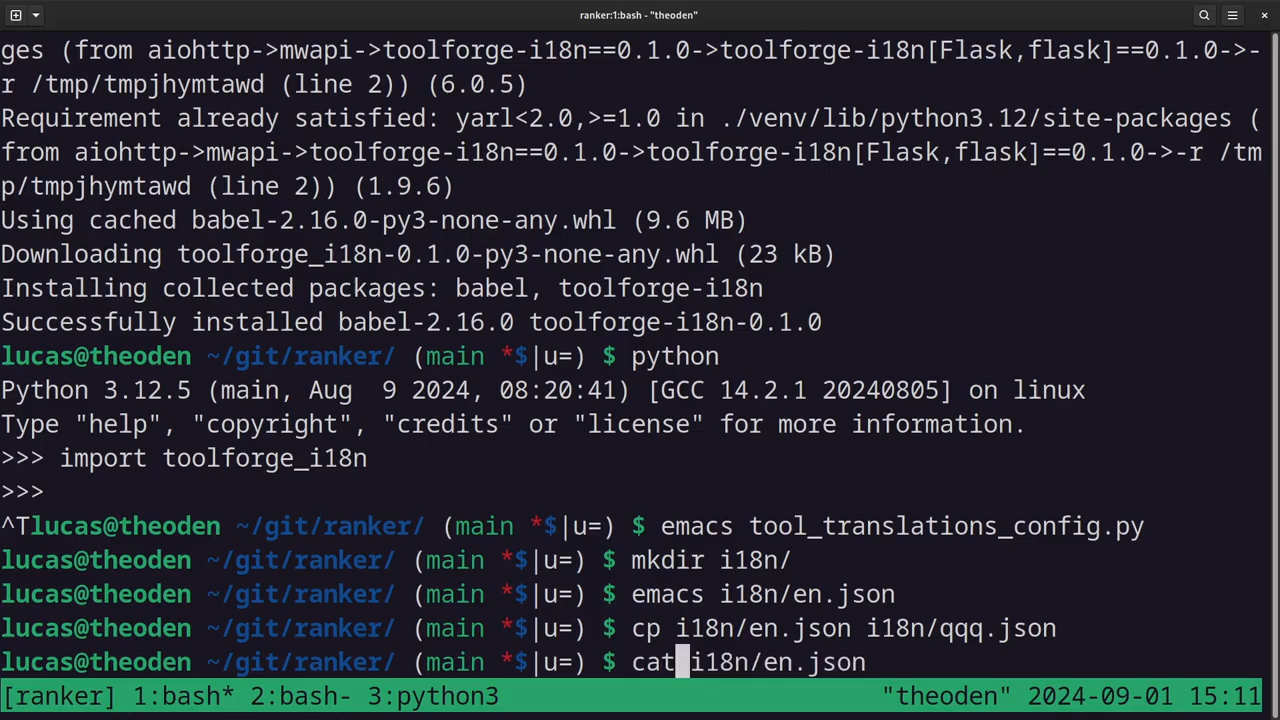 ranker:1:bash - "theoden"
ges (from aiohttp->mwapi->toolforge-i18n==0.1.0->toolforge-i18n[Flask,flask]==0.1.0->-
r /tmp/tmpjhymtawd (line 2)) (6.0.5)
Requirement already satisfied: yarl<2.0,>=1.0 in ./venv/lib/python3.12/site-packages (
from aiohttp->mwapi->toolforge-i18n==0.1.0->toolforge-i18n[Flask,flask]==0.1.0->-r /tm
p/tmpjhymtawd (line 2)) (1.9.6)
Using cached babel-2.16.0-py3-none-any.whl (9.6 MB)
Downloading toolforge_i18n-0.1.0-py3-none-any.whl (23 kB)
Installing collected packages: babel, toolforge-i18n
Successfully installed babel-2.16.0 toolforge-i18n-0.1.0
lucas@theoden ~/git/ranker/ (main *$|u=) $ python
Python 3.12.5 (main, Aug  9 2024, 08:20:41) [GCC 14.2.1 20240805] on linux
Type "help", "copyright", "credits" or "license" for more information.
>>> import toolforge_i18n
>>>
^Tlucas@theoden ~/git/ranker/ (main *$|u=) $ emacs tool_translations_config.py
lucas@theoden ~/git/ranker/ (main *$|u=) $ mkdir i18n/
lucas@theoden ~/git/ranker/ (main *$|u=) $ emacs i18n/en.json
lucas@theoden ~/git/ranker/ (main *$|u=) $ cp i18n/en.json i18n/qqq.json
lucas@theoden ~/git/ranker/ (main *$|u=) $ cat i18n/en.json
[ranker] 1:bash* 2:bash- 3:python3 "theoden" 2024-09-01 15:11